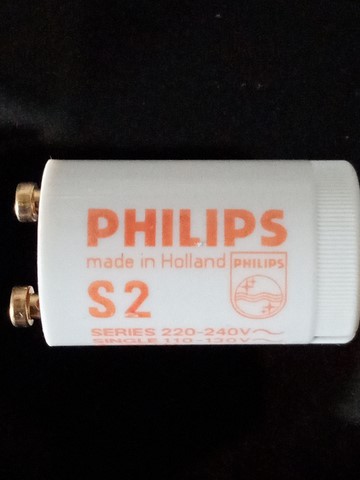 PHILIPS
made in Holland
PHILIPS
S2
SERIES 220-240V~
SINGLE 110-130V~